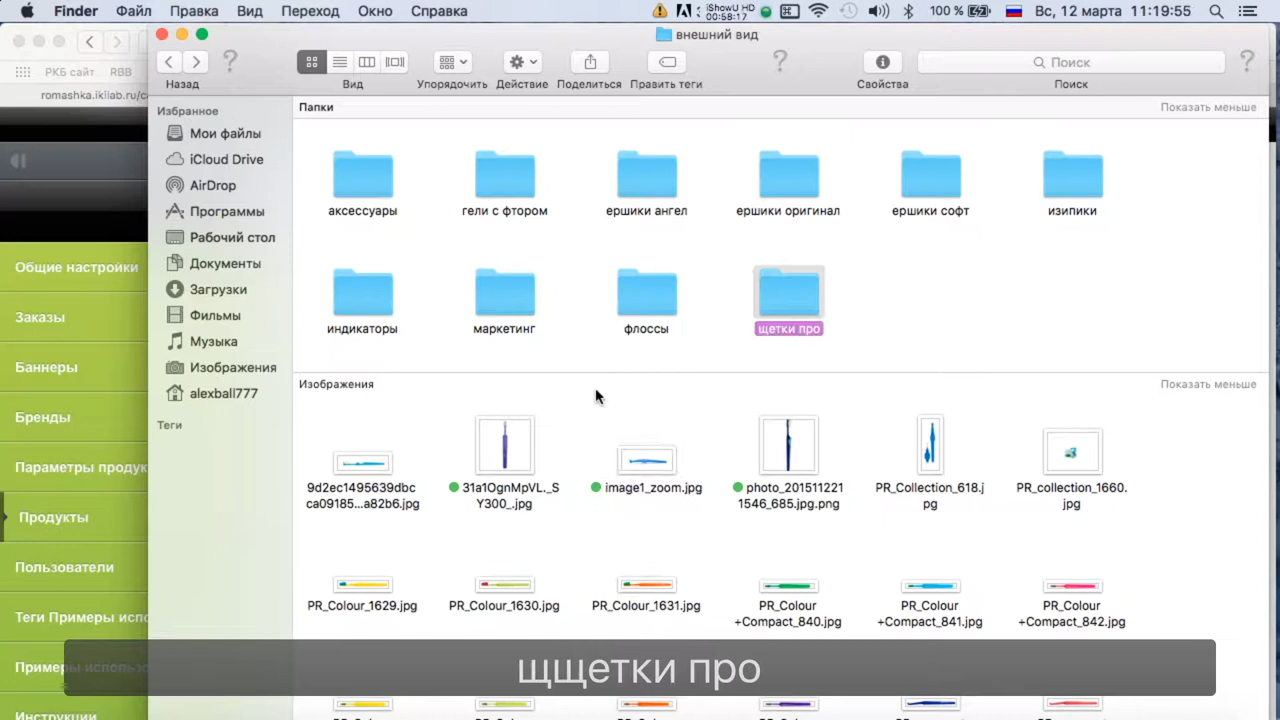 Finder Файл Правка Вид Переход Окно Справка
iShowU HD
00:58:17
100 % Вс, 12 марта 11:19:55
РКБ сайт RBB
romashka.ikilab.ru/c
Общие настройки
Заказы
Баннеры
Бренды
Параметры продук
Продукты
Пользователи
Теги Примеры испо
Примеры использо
Инструкции
внешний вид
Назад
Вид
Упорядочить
Действие
Поделиться
Править теги
Свойства
Поиск
Поиск
Избранное
Мои файлы
iCloud Drive
AirDrop
Программы
Рабочий стол
Документы
Загрузки
Фильмы
Музыка
Изображения
alexball777
Теги
Папки Показать меньше
аксессуары гели с фтором ершики ангел ершики оригинал ершики софт изипики
индикаторы маркетинг флоссы щетки про
Изображения Показать меньше
9d2ec1495639dbc
ca09185...a82b6.jpg
31a1OgnMpVL._S
Y300_.jpg
image1_zoom.jpg
photo_201511221
1546_685.jpg.png
PR_Collection_618.j
pg
PR_collection_1660.
jpg
PR_Colour_1629.jpg
PR_Colour_1630.jpg
PR_Colour_1631.jpg
PR_Colour
+Compact_840.jpg
PR_Colour
+Compact_841.jpg
PR_Colour
+Compact_842.jpg
щщетки про